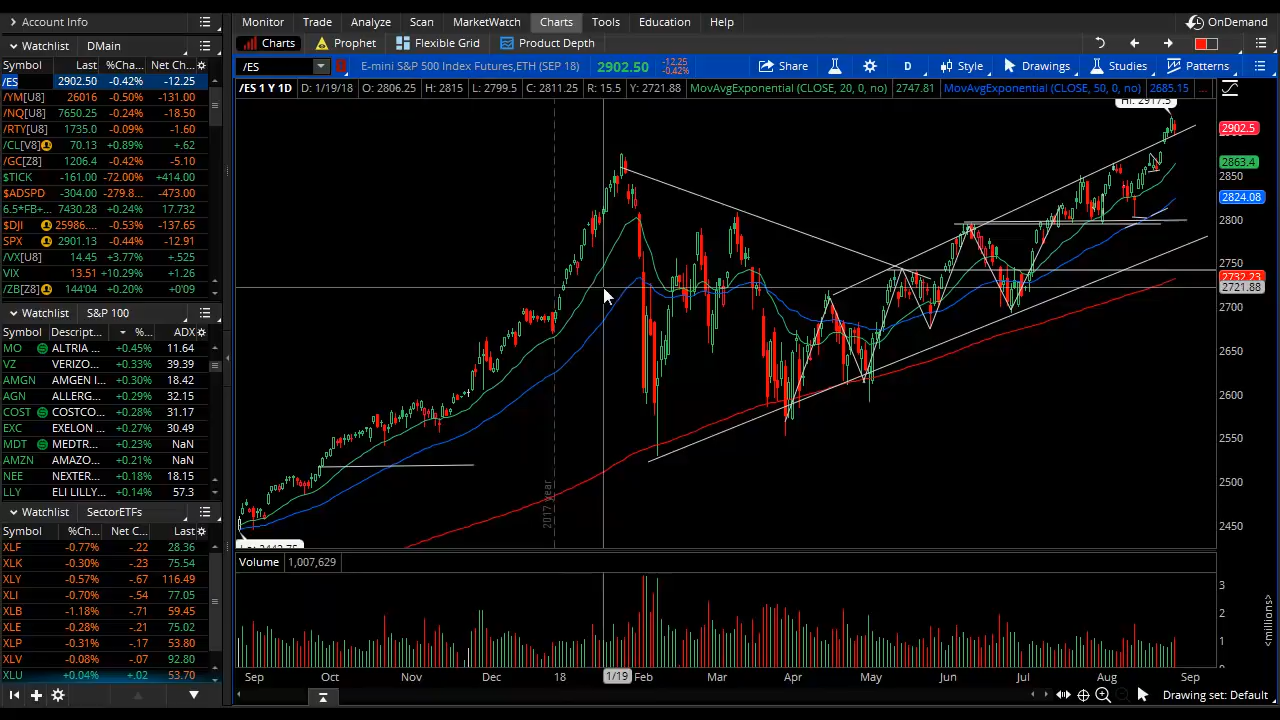 Account Info
Monitor Trade Analyze Scan MarketWatch Charts Tools Education Help OnDemand
Watchlist DMain
Charts Prophet Flexible Grid Product Depth
Symbol Last %Cha... Net Ch...
/ES 2902.50 -0.42% -12.25
/YM[U8] 26016 -0.50% -131.00
/NQ[U8] 7650.25 -0.24% -18.50
/RTY[U8] 1735.0 -0.09% -1.60
/CL[V8] 70.13 +0.89% +.62
/GC[Z8] 1206.4 -0.42% -5.10
$TICK -161.00 -72.00% +414.00
$ADSPD -304.00 -279.8... -473.00
6.5*FB+... 7430.28 +0.24% 17.732
$DJI 25986.... -0.53% -137.65
SPX 2901.13 -0.44% -12.91
/VX[U8] 14.45 +3.77% +.525
VIX 13.51 +10.29% +1.26
/ZB[Z8] 144'04 +0.20% +0'09
Watchlist S&P 100
Symbol Descript... %... ADX
MO ALTRIA ... +0.45% 11.64
VZ VERIZO... +0.33% 39.39
AMGN AMGEN I... +0.30% 18.42
AGN ALLERG... +0.29% 32.15
COST COSTCO... +0.28% 31.17
EXC EXELON ... +0.27% 30.49
MDT MEDTR... +0.23% NaN
AMZN AMAZO... +0.21% NaN
NEE NEXTER... +0.18% 18.15
LLY ELI LILLY... +0.14% 57.3
Watchlist SectorETFs
Symbol %Ch... Net C... Last
XLF -0.77% -.22 28.36
XLK -0.30% -.23 75.54
XLY -0.57% -.67 116.49
XLI -0.70% -.54 77.05
XLB -1.18% -.71 59.45
XLE -0.28% -.21 75.02
XLP -0.31% -.17 53.80
XLV -0.08% -.07 92.80
XLU +0.04% +.02 53.70
/ES E-mini S&P 500 Index Futures,ETH (SEP 18) 2902.50 -12.25 -0.42% Share D Style Drawings Studies Patterns
/ES 1 Y 1D D: 1/19/18 O: 2806.25 H: 2815 L: 2799.5 C: 2811.25 R: 15.5 Y: 2721.88 MovAvgExponential (CLOSE, 20, 0, no) 2747.81 MovAvgExponential (CLOSE, 50, 0, no) 2685.15 ...
Hi: 2917.5
2902.5
2863.4
2850
2824.08
2800
2750
2732.23
2721.88
2700
2650
2600
2550
2500
2450
2017 year
Volume 1,007,629
3
2
1
0
<millions>
Sep Oct Nov Dec 18 1/19 Feb Mar Apr May Jun Jul Aug Sep
Drawing set: Default